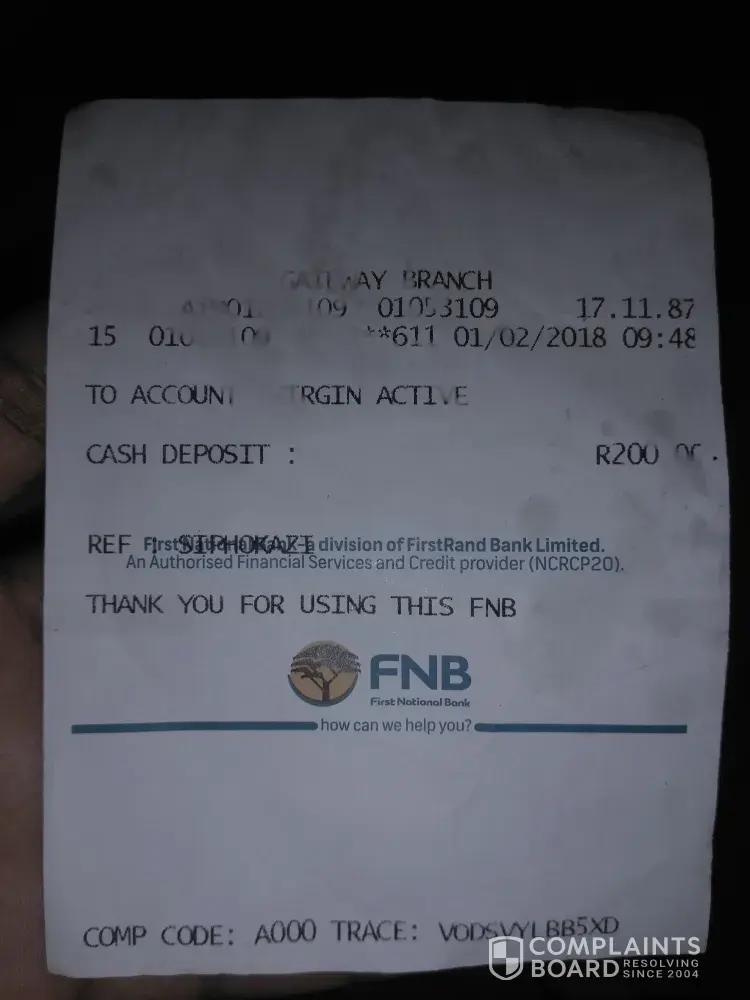 BRANCH
01053109 17.11.87
15 **611 01/02/2018 09:48
TO ACCOUNT ACTIVE
CASH DEPOSIT : R200
REF : SIPHOKAZI
First National Bank-a division of FirstRand Bank Limited.
An Authorised Financial Services and Credit provider (NCRCP20).
THANK YOU FOR USING THIS FNB
FNB
First National Bank
how can we help you?
COMP CODE: A000 TRACE:
COMPLAINTS
BOARD RESOLVING
SINCE 2004